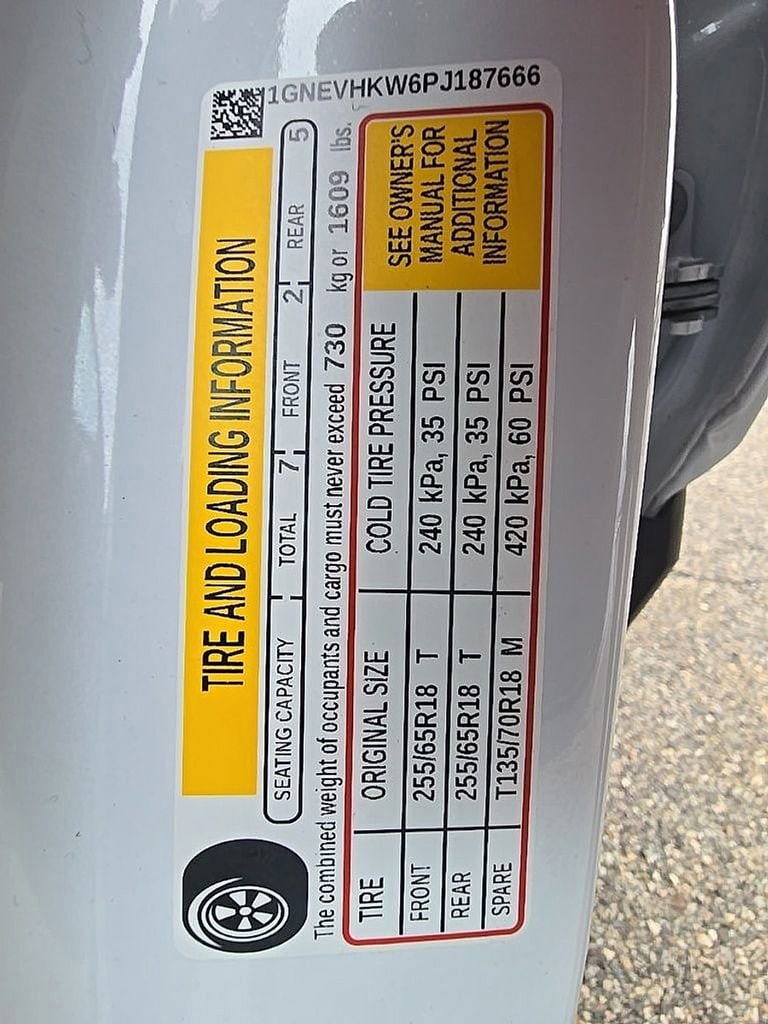 TIRE AND LOADING INFORMATION
1GNEVHKW6PJ187666
SEATING CAPACITY TOTAL 7 FRONT 2 REAR 5
The combined weight of occupants and cargo must never exceed 730 kg or 1609 lbs.
TIRE ORIGINAL SIZE COLD TIRE PRESSURE
FRONT 255/65R18 T 240 kPa, 35 PSI
REAR 255/65R18 T 240 kPa, 35 PSI
SPARE T135/70R18 M 420 kPa, 60 PSI
SEE OWNER'S
MANUAL FOR
ADDITIONAL
INFORMATION